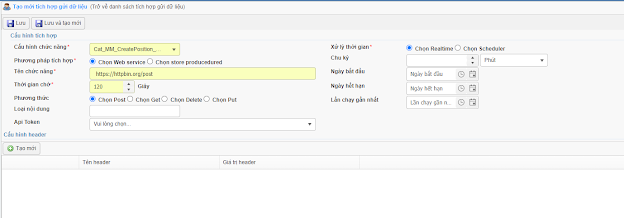 Tạo mới tích hợp gửi dữ liệu (Trở về danh sách tích hợp gửi dữ liệu)
Lưu Lưu và tạo mới
Cấu hình tích hợp
Cấu hình chức năng* Cat_MM_CreatePosition_... Xử lý thời gian* Chọn Realtime Chọn Scheduler
Phương pháp tích hợp* Chọn Web service Chọn store producedured Chu kỳ Phút
Tên chức năng* https://httpbin.org/post Ngày bắt đầu Ngày bắt đầu
Thời gian chờ* 120 Giây Ngày hết hạn Ngày hết hạn
Phương thức Chọn Post Chọn Get Chọn Delete Chọn Put Lần chạy gần nhất Lần chạy gần n...
Loại nội dung
Api Token Vui lòng chọn...
Cấu hình header
Tạo mới
Tên header Giá trị header